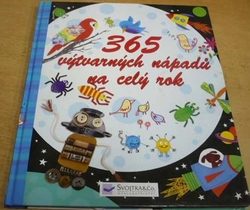 365
výtvarných nápadů
na celý rok
SVOJTKA&Co.